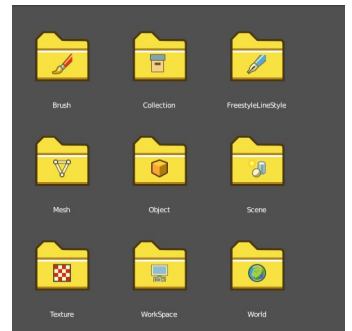 Brush
Collection
FreestyleLineStyle
Mesh
Object
Scene
Texture
WorkSpace
World